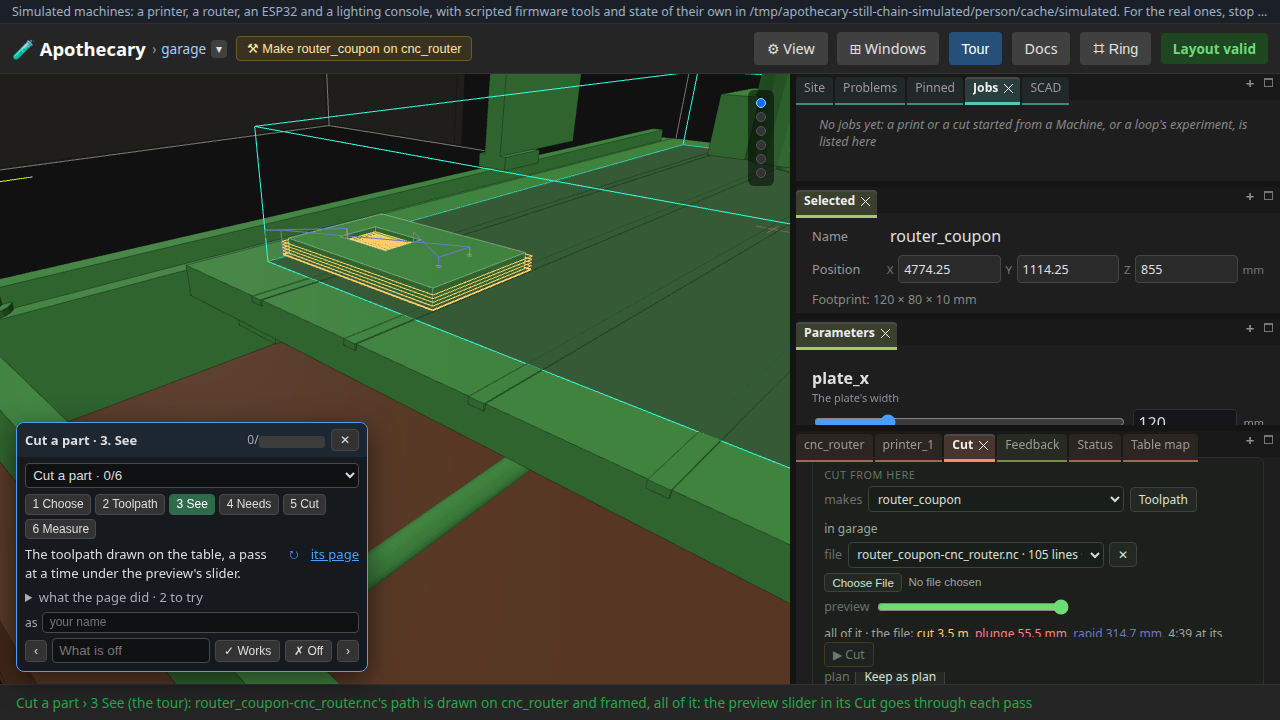 Simulated machines: a printer, a router, an ESP32 and a lighting console, with scripted firmware tools and state of their own in /tmp/apothecary-still-chain-simulated/person/cache/simulated. For the real ones, stop ...
Apothecary › garage ▾ ⚒ Make router_coupon on cnc_router ⚙ View ⊞ Windows Tour Docs ⌗ Ring Layout valid
Site Problems Pinned Jobs SCAD
No jobs yet: a print or a cut started from a Machine, or a loop's experiment, is
listed here
Selected
Name router_coupon
Position X 4774.25 Y 1114.25 Z 855 mm
Footprint: 120 × 80 × 10 mm
Parameters
plate_x
The plate's width
120 mm
cnc_router printer_1 Cut Feedback Status Table map
CUT FROM HERE
makes router_coupon Toolpath
in garage
file router_coupon-cnc_router.nc · 105 lines ✕
Choose File No file chosen
preview
all of it · the file: cut 3.5 m, plunge 55.5 mm, rapid 314.7 mm, 4:39 at its
▶ Cut
plan Keep as plan
Cut a part · 3. See 0/ ✕
Cut a part · 0/6
1 Choose 2 Toolpath 3 See 4 Needs 5 Cut
6 Measure
The toolpath drawn on the table, a pass ↻ its page
at a time under the preview's slider.
▶ what the page did · 2 to try
as your name
‹ What is off ✓ Works ✗ Off ›
Cut a part › 3 See (the tour): router_coupon-cnc_router.nc's path is drawn on cnc_router and framed, all of it: the preview slider in its Cut goes through each pass